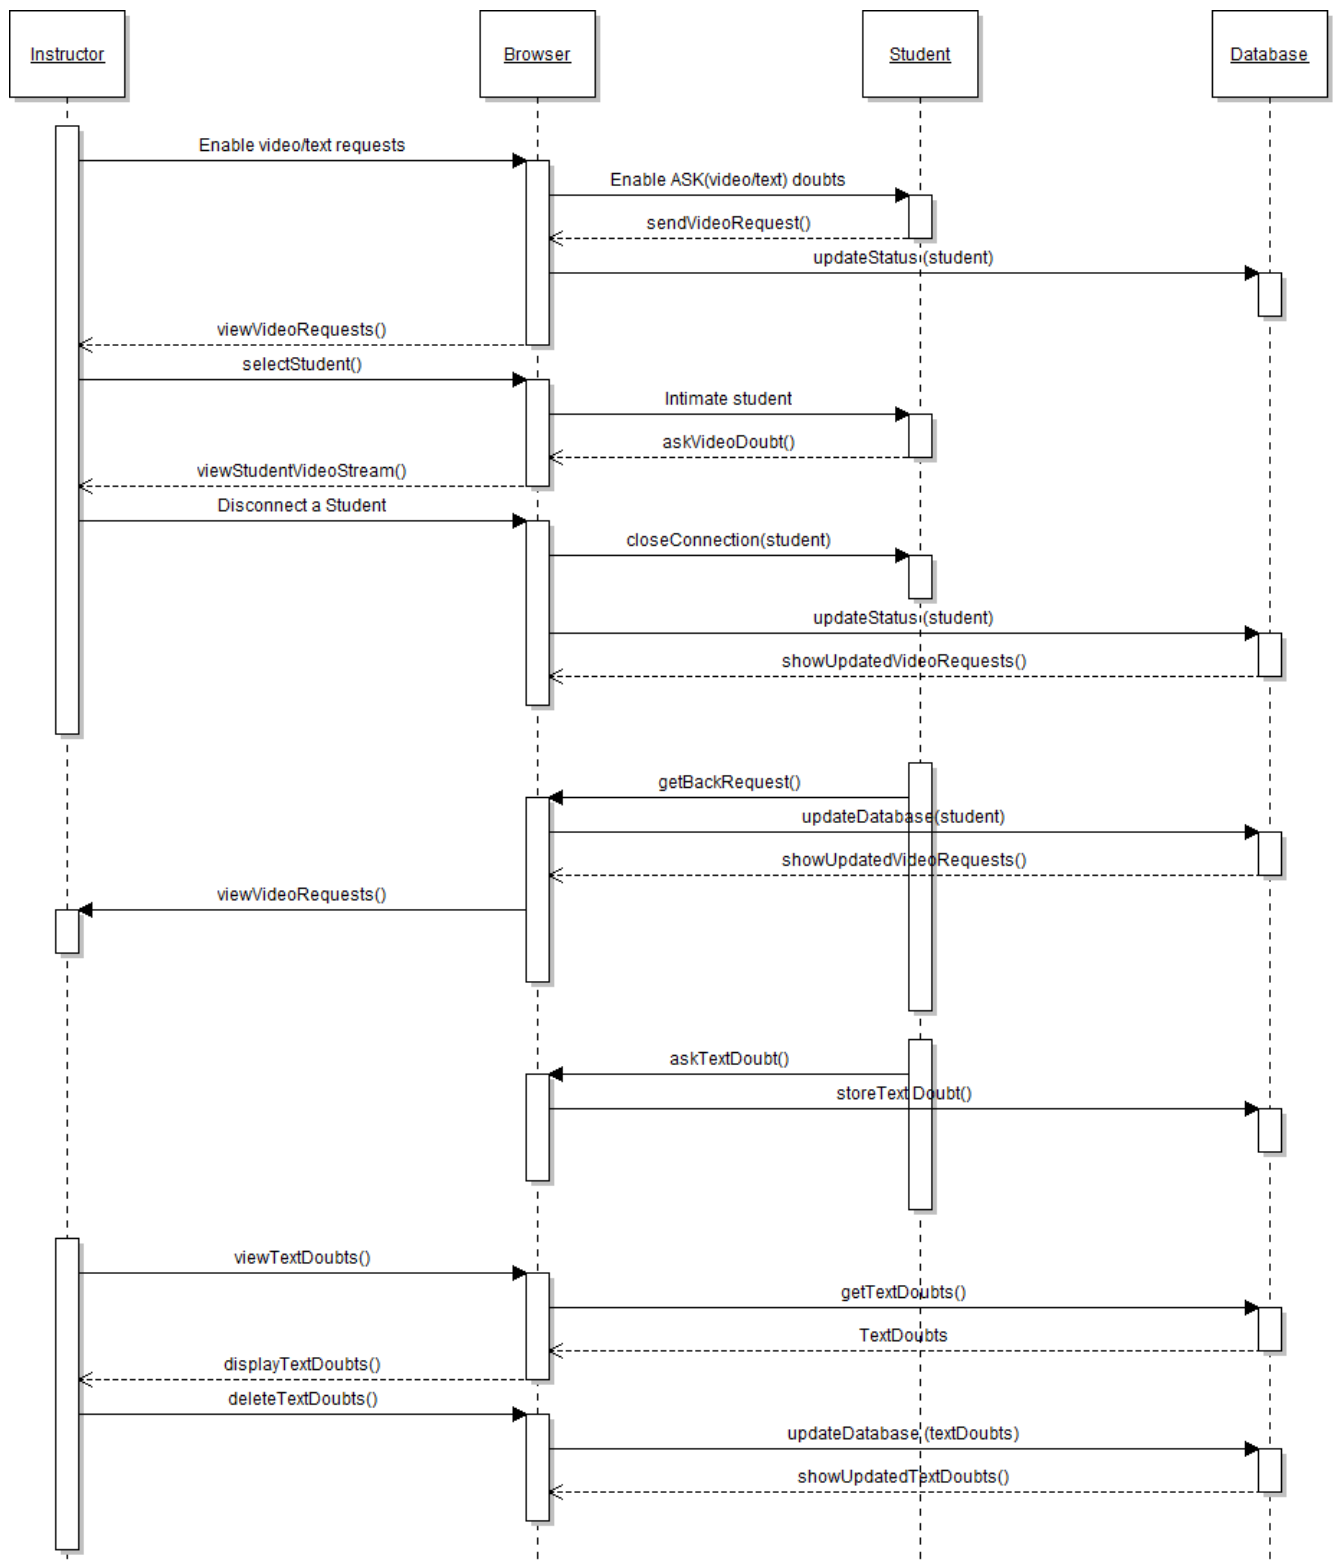 Instructor
Browser
Student
Database
Enable video/text requests
Enable ASK(video/text) doubts
sendVideoRequest()
updateStatus (student)
viewVideoRequests()
selectStudent()
Intimate student
askVideoDoubt()
viewStudentVideoStream()
Disconnect a Student
closeConnection(student)
updateStatus (student)
showUpdatedVideoRequests()
getBackRequest()
updateDatabase(student)
showUpdatedVideoRequests()
viewVideoRequests()
askTextDoubt()
storeTextDoubt()
viewTextDoubts()
getTextDoubts()
TextDoubts
displayTextDoubts()
deleteTextDoubts()
updateDatabase (textDoubts)
showUpdatedTextDoubts()